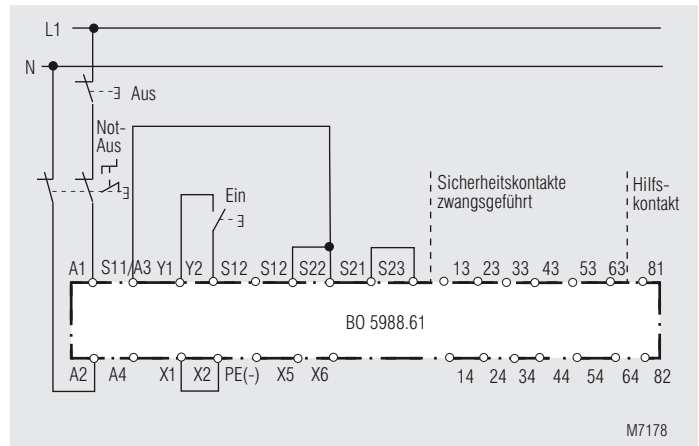 L1
N
Aus
Not-
Aus
Ein
Sicherheitskontakte
zwangsgeführt
Hilfs-
kontakt
A1 S11/A3 Y1 Y2 S12 S12 S22 S21 S23 13 23 33 43 53 63 81
BO 5988.61
A2 A4 X1 X2 PE(-) X5 X6 14 24 34 44 54 64 82
M7178